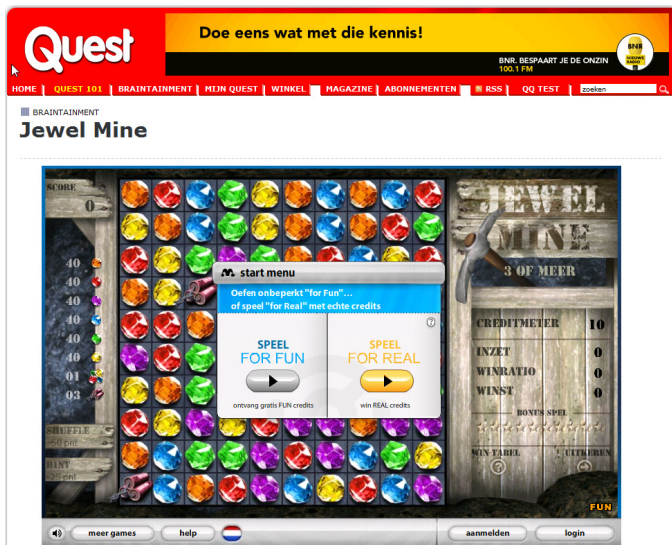 Quest
Doe eens wat met die kennis!
BNR. BESPAART JE DE ONZIN
100.1 FM
BNR
NIEUWS
RADIO
HOME QUEST 101 BRAINTAINMENT MIJN QUEST WINKEL MAGAZINE ABONNEMENTEN RSS QQ TEST zoeken
BRAINTAINMENT
Jewel Mine
SCORE
0
40
40
40
40
40
40
01
03
SHUFFLE
-50 pnt
HINT
-25 pnt
start menu
Oefen onbeperkt "for Fun"...
of speel "for Real" met echte credits
SPEEL
FOR FUN
ontvang gratis FUN credits
SPEEL
FOR REAL
win REAL credits
JEWEL
MINE
3 OF MEER
CREDITMETER 10
INZET 0
WINRATIO 0
WINST 0
BONUS SPEL
WIN-TABEL
UITKEREN
FUN
meer games help aanmelden login